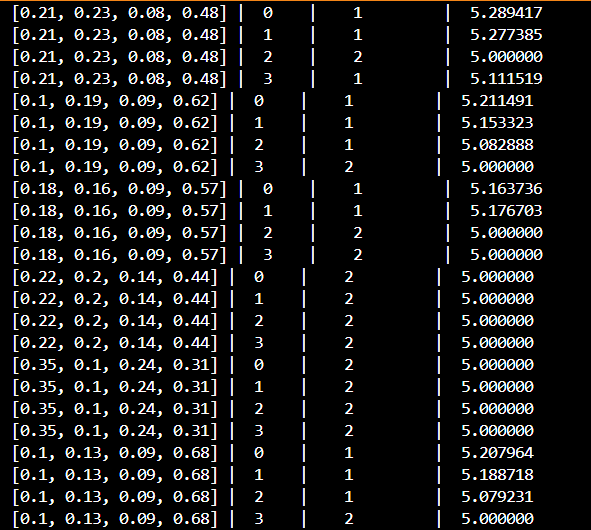 [0.21, 0.23, 0.08, 0.48] | 0 | 1 | 5.289417
[0.21, 0.23, 0.08, 0.48] | 1 | 1 | 5.277385
[0.21, 0.23, 0.08, 0.48] | 2 | 2 | 5.000000
[0.21, 0.23, 0.08, 0.48] | 3 | 1 | 5.111519
[0.1, 0.19, 0.09, 0.62] | 0 | 1 | 5.211491
[0.1, 0.19, 0.09, 0.62] | 1 | 1 | 5.153323
[0.1, 0.19, 0.09, 0.62] | 2 | 1 | 5.082888
[0.1, 0.19, 0.09, 0.62] | 3 | 2 | 5.000000
[0.18, 0.16, 0.09, 0.57] | 0 | 1 | 5.163736
[0.18, 0.16, 0.09, 0.57] | 1 | 1 | 5.176703
[0.18, 0.16, 0.09, 0.57] | 2 | 2 | 5.000000
[0.18, 0.16, 0.09, 0.57] | 3 | 2 | 5.000000
[0.22, 0.2, 0.14, 0.44] | 0 | 2 | 5.000000
[0.22, 0.2, 0.14, 0.44] | 1 | 2 | 5.000000
[0.22, 0.2, 0.14, 0.44] | 2 | 2 | 5.000000
[0.22, 0.2, 0.14, 0.44] | 3 | 2 | 5.000000
[0.35, 0.1, 0.24, 0.31] | 0 | 2 | 5.000000
[0.35, 0.1, 0.24, 0.31] | 1 | 2 | 5.000000
[0.35, 0.1, 0.24, 0.31] | 2 | 2 | 5.000000
[0.35, 0.1, 0.24, 0.31] | 3 | 2 | 5.000000
[0.1, 0.13, 0.09, 0.68] | 0 | 1 | 5.207964
[0.1, 0.13, 0.09, 0.68] | 1 | 1 | 5.188718
[0.1, 0.13, 0.09, 0.68] | 2 | 1 | 5.079231
[0.1, 0.13, 0.09, 0.68] | 3 | 2 | 5.000000